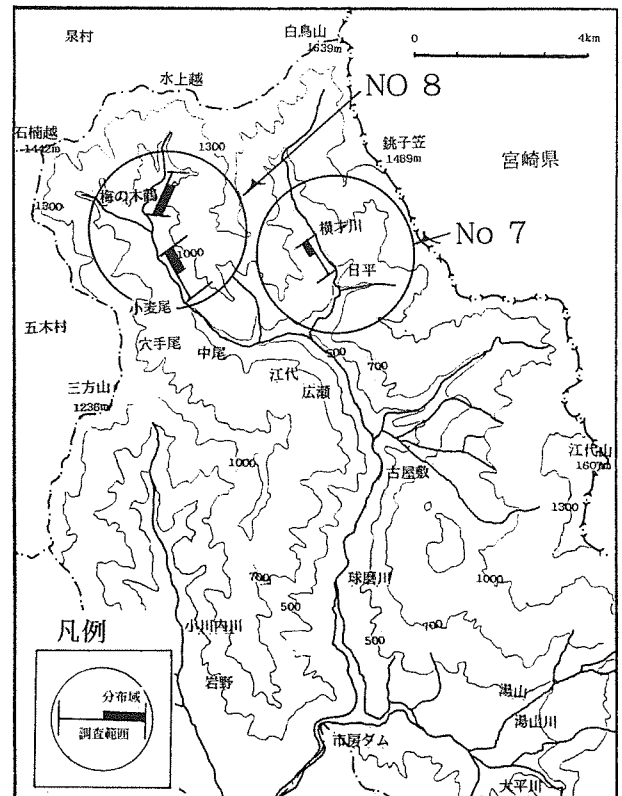 泉村
白鳥山
1639m
0 4km
水上越
NO 8
石楠越
1442m
1300
銚子笠
1489m
宮崎県
1300
梅の木鶴
横才川
No 7
1000
日平
小麦尾
五木村
穴手尾
中尾
江代
広瀬
900
700
三方山
1236m
江代山
1607m
古屋敷
1000
1300
球磨川
1000
700
500
700
500
小川内川
凡例
岩野
湯山
湯山川
分布域
調査範囲
市房ダム
大平川